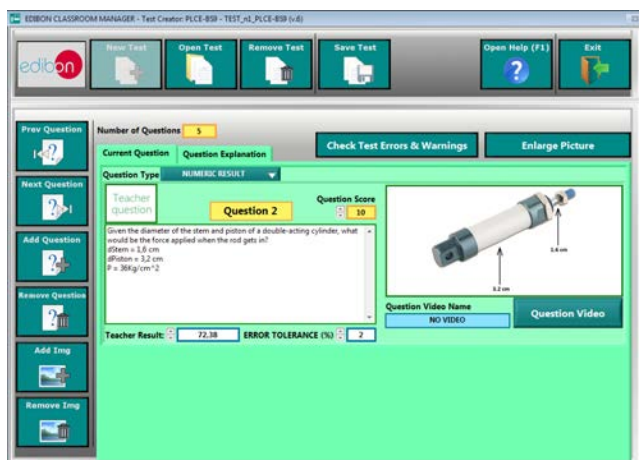 EDIBON CLASSROOM MANAGER - Test Creator: PLCE-BS9 - TEST_n1_PLCE-BS9 (v.6)
edibon
New Test
Open Test
Remove Test
Save Test
Open Help (F1)
Exit
Prev Question
Number of Questions 5
Current Question
Question Explanation
Check Test Errors & Warnings
Enlarge Picture
Question Type NUMERIC RESULT
Next Question
Teacher question
Question 2
Question Score
10
Given the diameter of the stem and piston of a double-acting cylinder, what
would be the force applied when the rod gets in?
dStem = 1,6 cm
dPiston = 3,2 cm
P = 36Kg/cm^2
1.6 cm
3.2 cm
Add Question
Remove Question
Question Video Name
NO VIDEO
Question Video
Teacher Result: 72,38 ERROR TOLERANCE (%) 2
Add Img
Remove Img